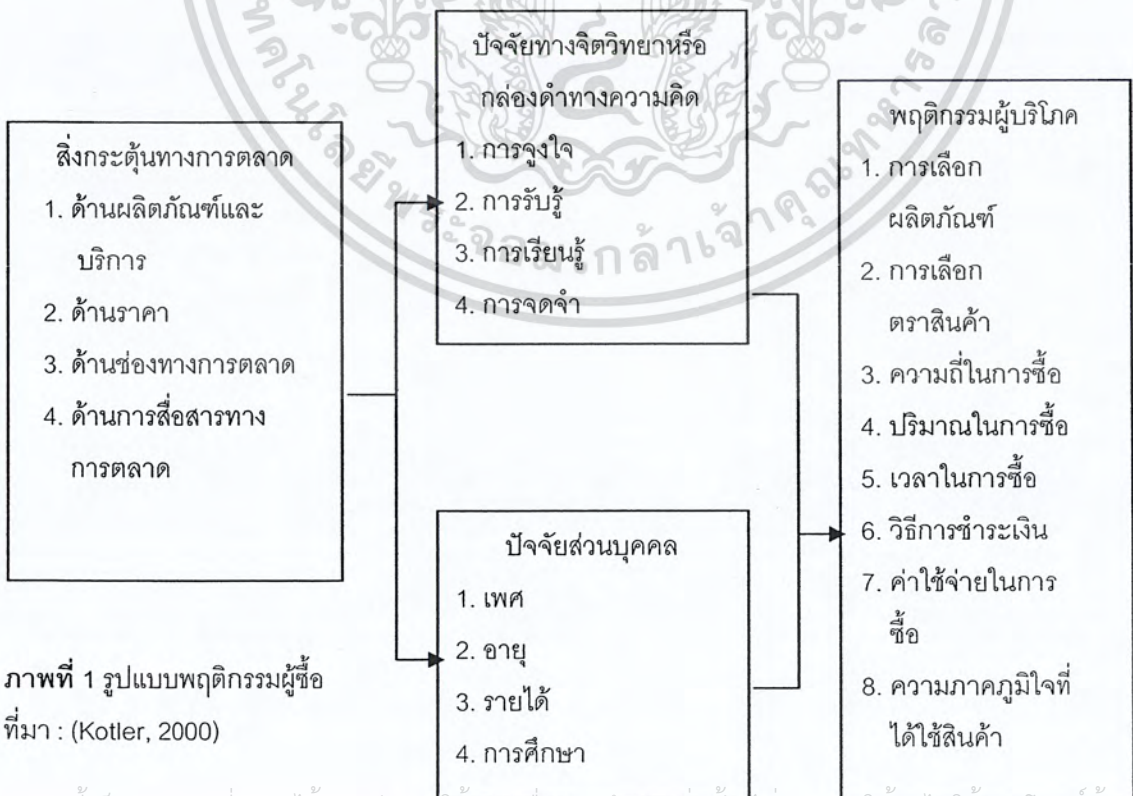 สิ่งกระตุ้นทางการตลาด
1. ด้านผลิตภัณฑ์และ
บริการ
2. ด้านราคา
3. ด้านช่องทางการตลาด
4. ด้านการสื่อสารทาง
การตลาด
ปัจจัยทางจิตวิทยาหรือ
กล่องดำทางความคิด
1. การจูงใจ
2. การรับรู้
3. การเรียนรู้
4. การจดจำ
ปัจจัยส่วนบุคคล
1. เพศ
2. อายุ
3. รายได้
4. การศึกษา
พฤติกรรมผู้บริโภค
1. การเลือก
ผลิตภัณฑ์
2. การเลือก
ตราสินค้า
3. ความถี่ในการซื้อ
4. ปริมาณในการซื้อ
5. เวลาในการซื้อ
6. วิธีการชำระเงิน
7. ค่าใช้จ่ายในการ
ซื้อ
8. ความภาคภูมิใจที่
ได้ใช้สินค้า
ภาพที่ 1 รูปแบบพฤติกรรมผู้ซื้อ
ที่มา : (Kotler, 2000)